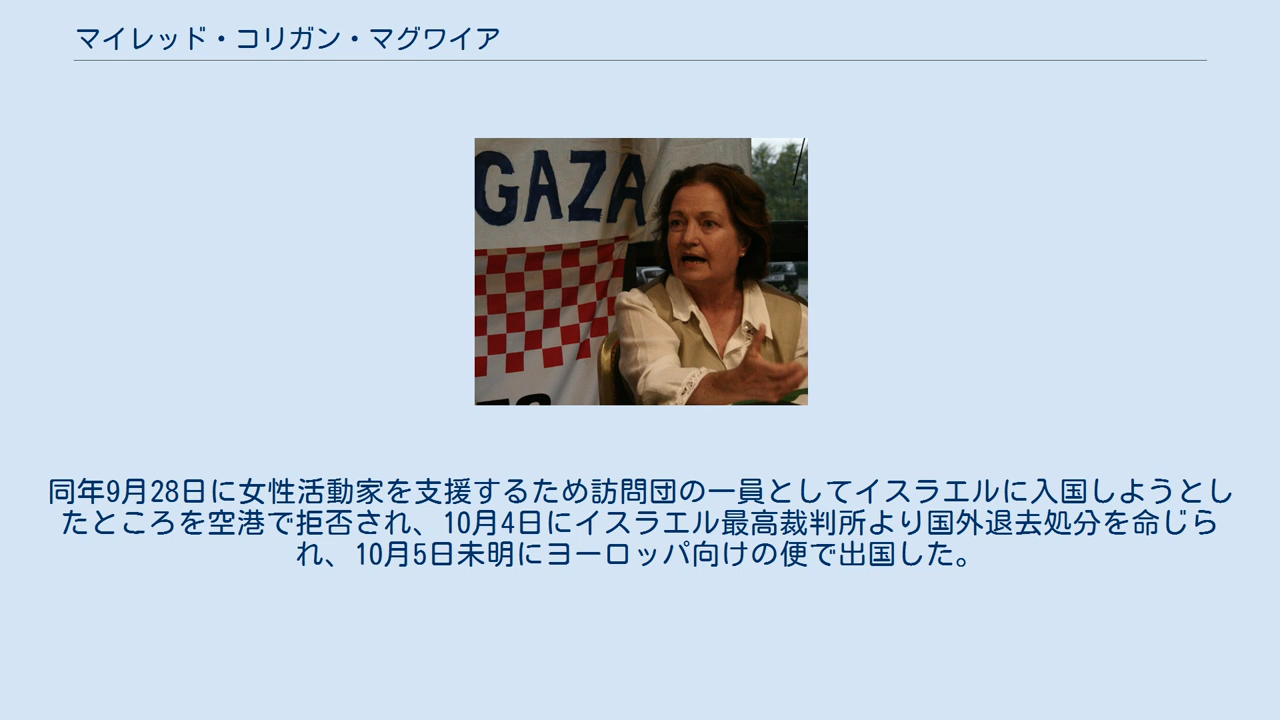 マイレッド・コリガン・マグワイア
GAZA
同年9月28日に女性活動家を支援するため訪問団の一員としてイスラエルに入国しようとし
たところを空港で拒否され、10月4日にイスラエル最高裁判所より国外退去処分を命じら
れ、10月5日未明にヨーロッパ向けの便で出国した。